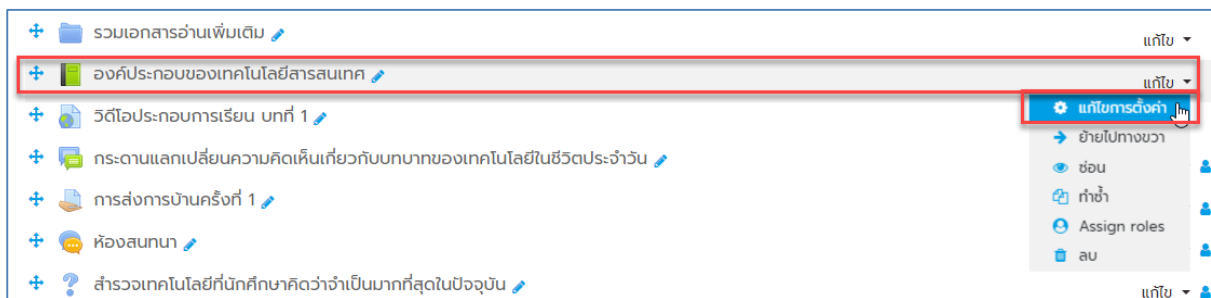 รวมเอกสารอ่านเพิ่มเติม
แก้ไข
องค์ประกอบของเทคโนโลยีสารสนเทศ
แก้ไข
วิดีโอประกอบการเรียน บทที่ 1
แก้ไขการตั้งค่า
ย้ายไปทางขวา
กระดานแลกเปลี่ยนความคิดเห็นเกี่ยวกับบทบาทของเทคโนโลยีในชีวิตประจำวัน
ซ่อน
การส่งการบ้านครั้งที่ 1
ทำซ้ำ
Assign roles
ห้องสนทนา
ลบ
สำรวจเทคโนโลยีที่นักศึกษาคิดว่าจำเป็นมากที่สุดในปัจจุบัน
แก้ไข